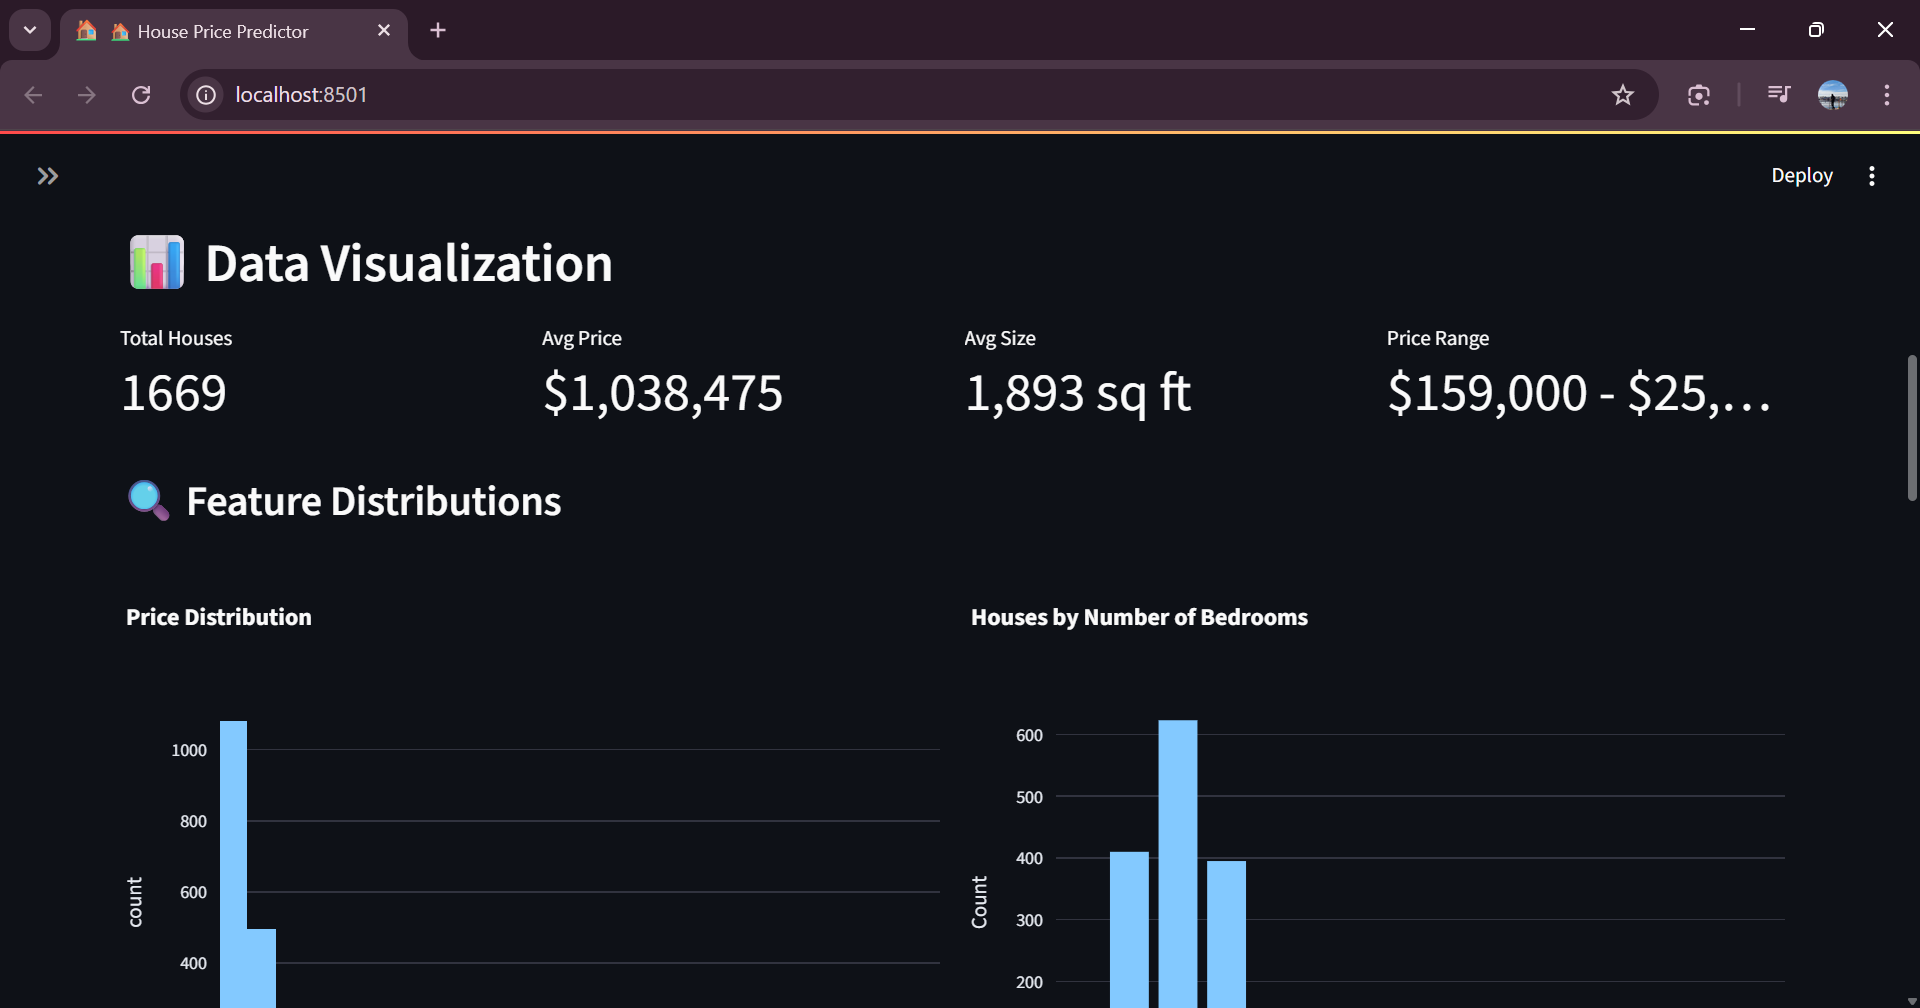 House Price Predictor
localhost:8501
Deploy
Data Visualization
Total Houses
1669
Avg Price
$1,038,475
Avg Size
1,893 sq ft
Price Range
$159,000 - $25,…
Feature Distributions
Price Distribution
1000
800
600
400
count
Houses by Number of Bedrooms
600
500
400
300
200
Count